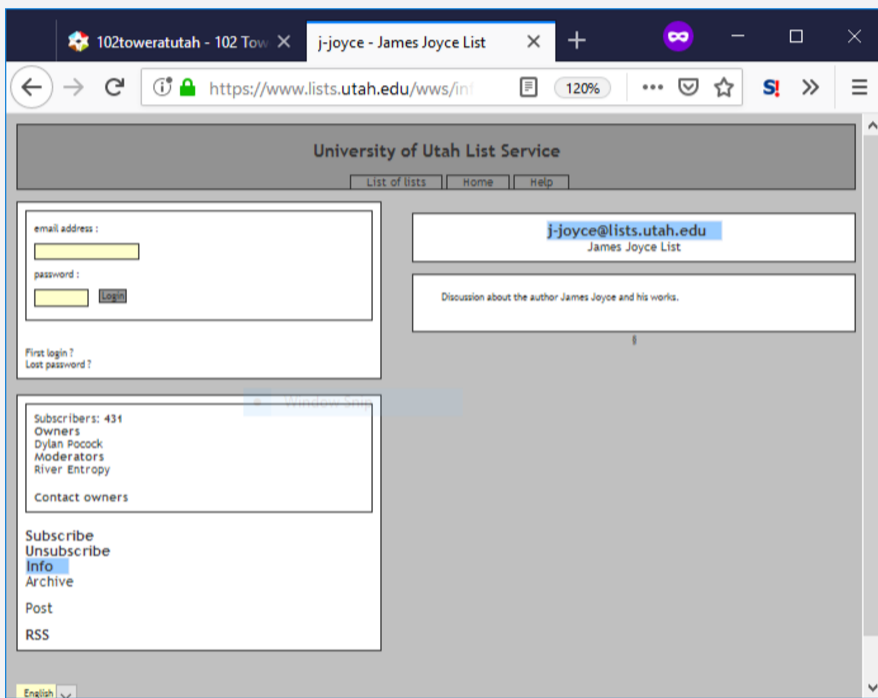 102toweratutah - 102 Tow
j-joyce - James Joyce List
https://www.lists.utah.edu/wws/inf
120%
S!
University of Utah List Service
List of lists
Home
Help
email address :
password :
Login
First login ?
Lost password ?
j-joyce@lists.utah.edu
James Joyce List
Discussion about the author James Joyce and his works.
Window Snip
Subscribers: 431
Owners
Dylan Pocock
Moderators
River Entropy
Contact owners
Subscribe
Unsubscribe
Info
Archive
Post
RSS
English